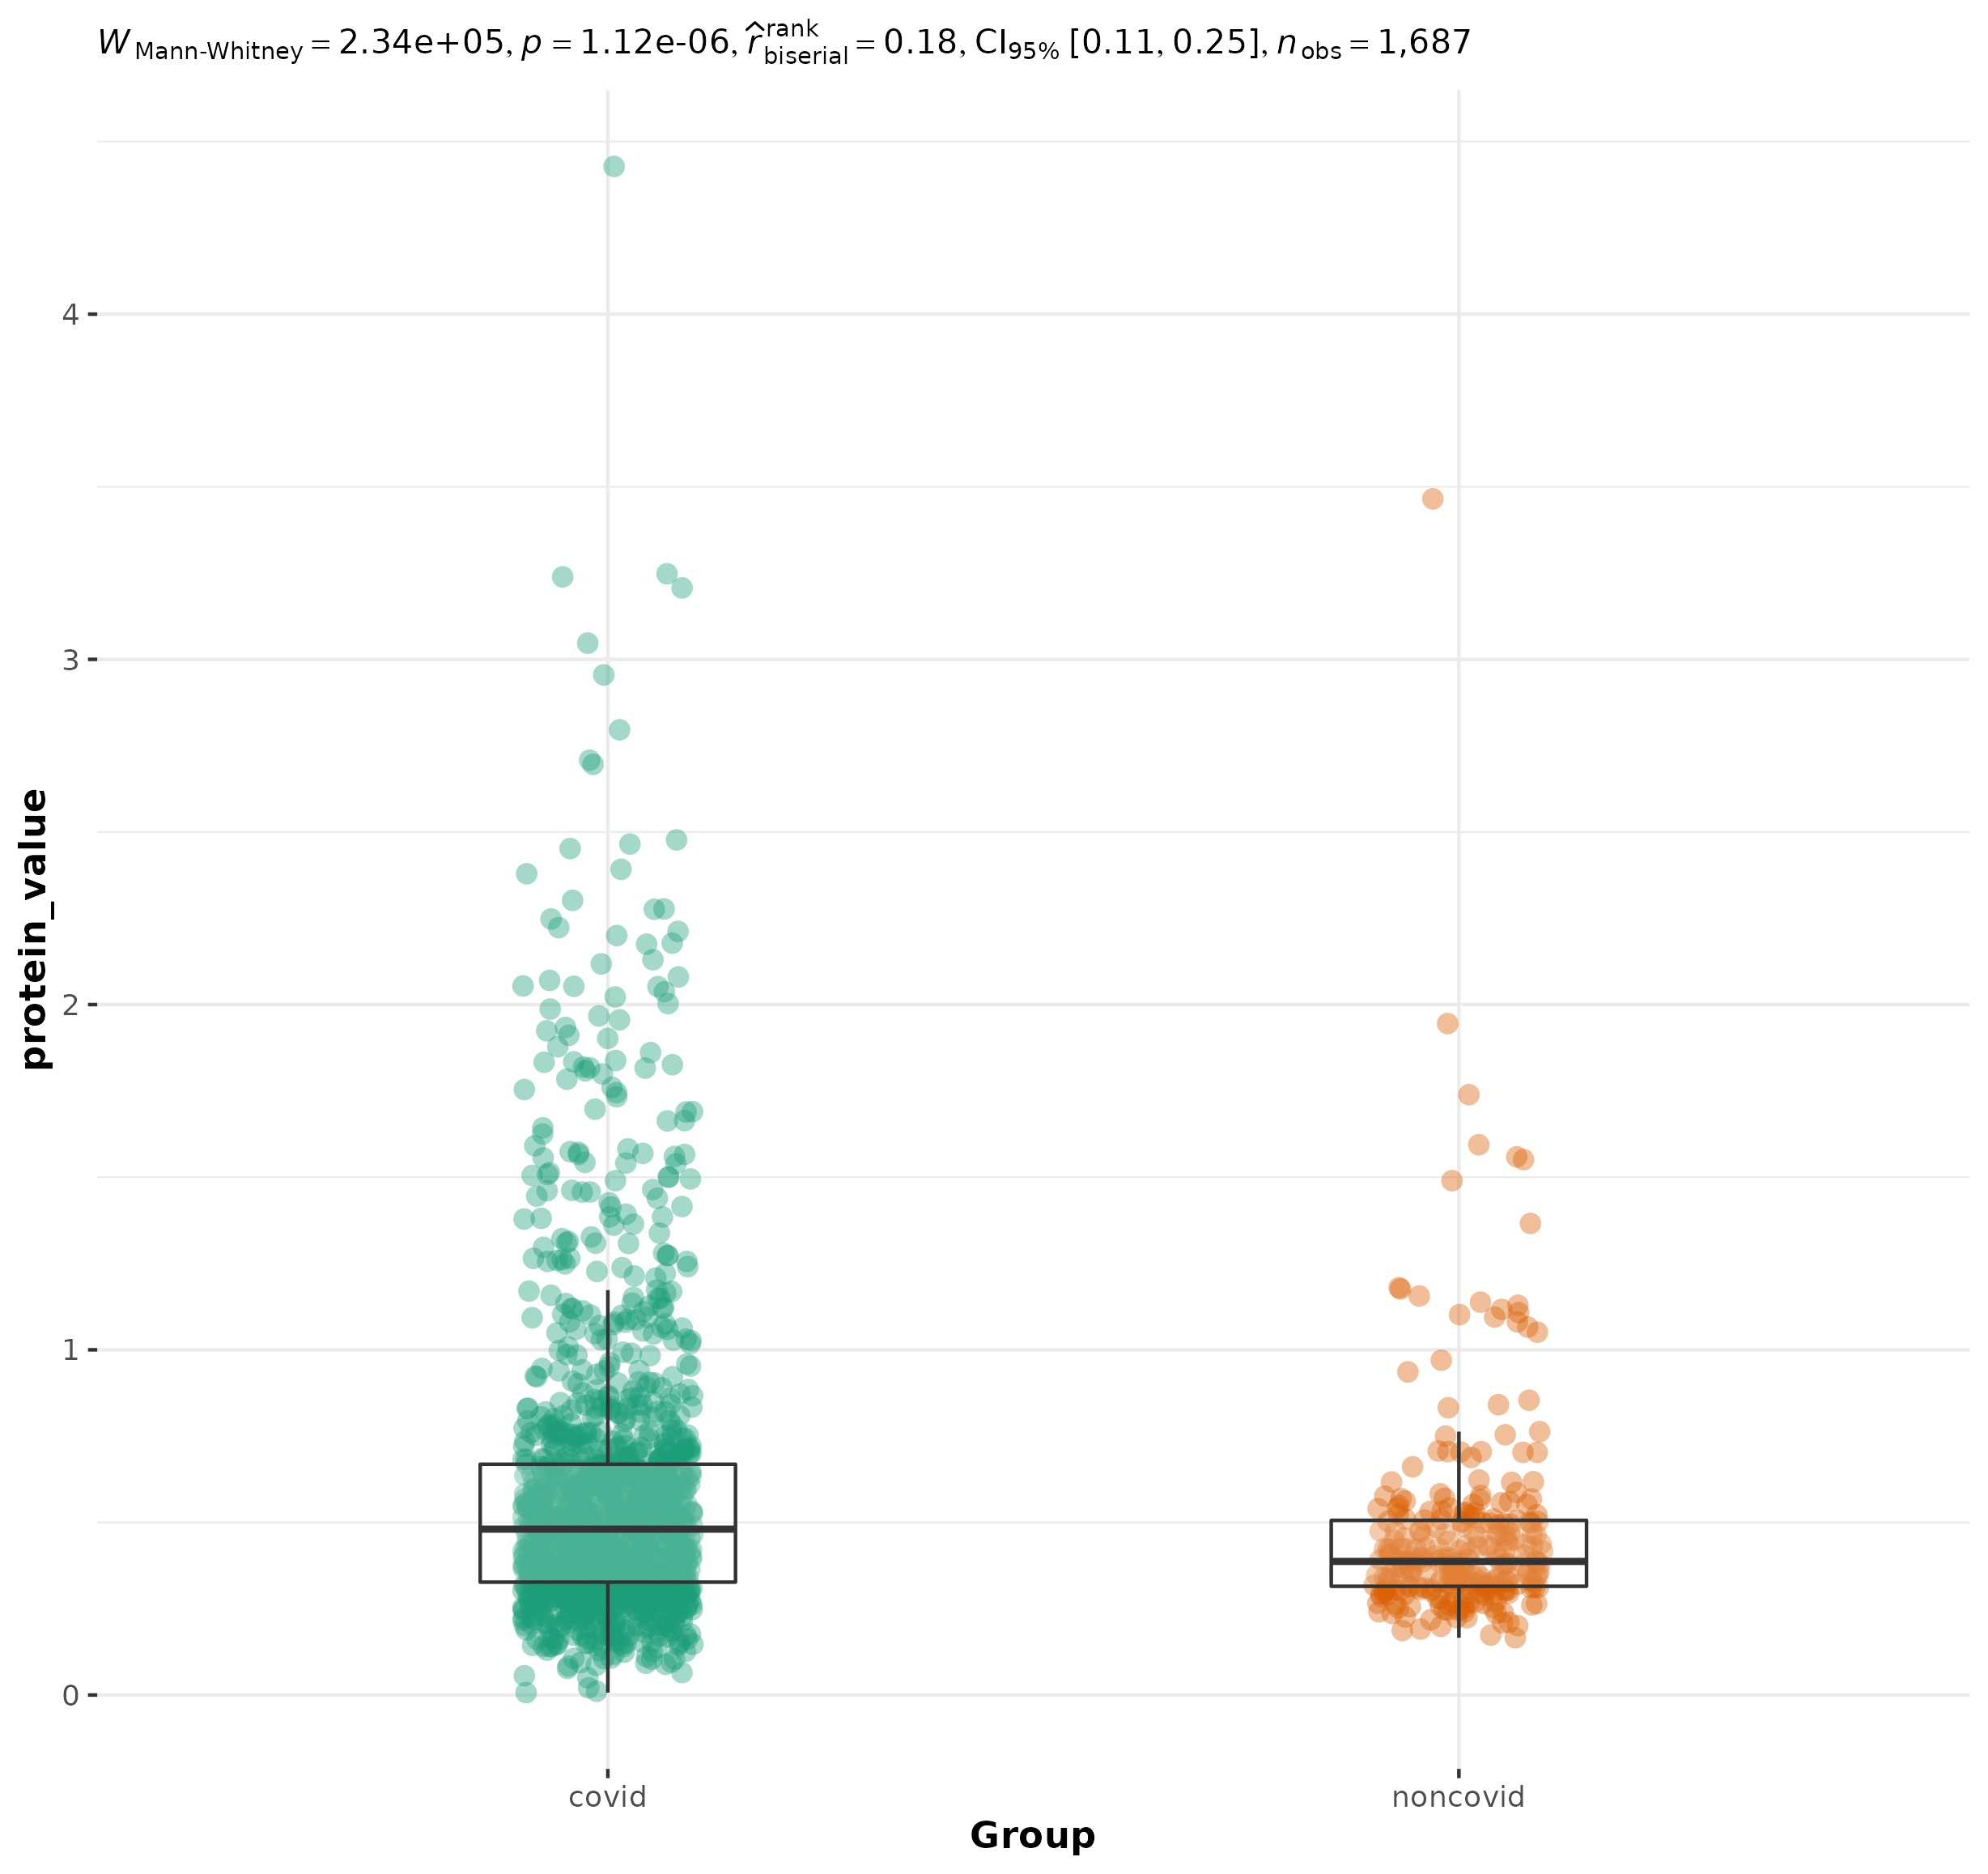 W Mann-Whitney = 2.34e+05, p = 1.12e-06, r̂ rank biserial = 0.18, CI95% [0.11, 0.25], n obs = 1,687
protein_value
4
3
2
1
0
covid noncovid
Group